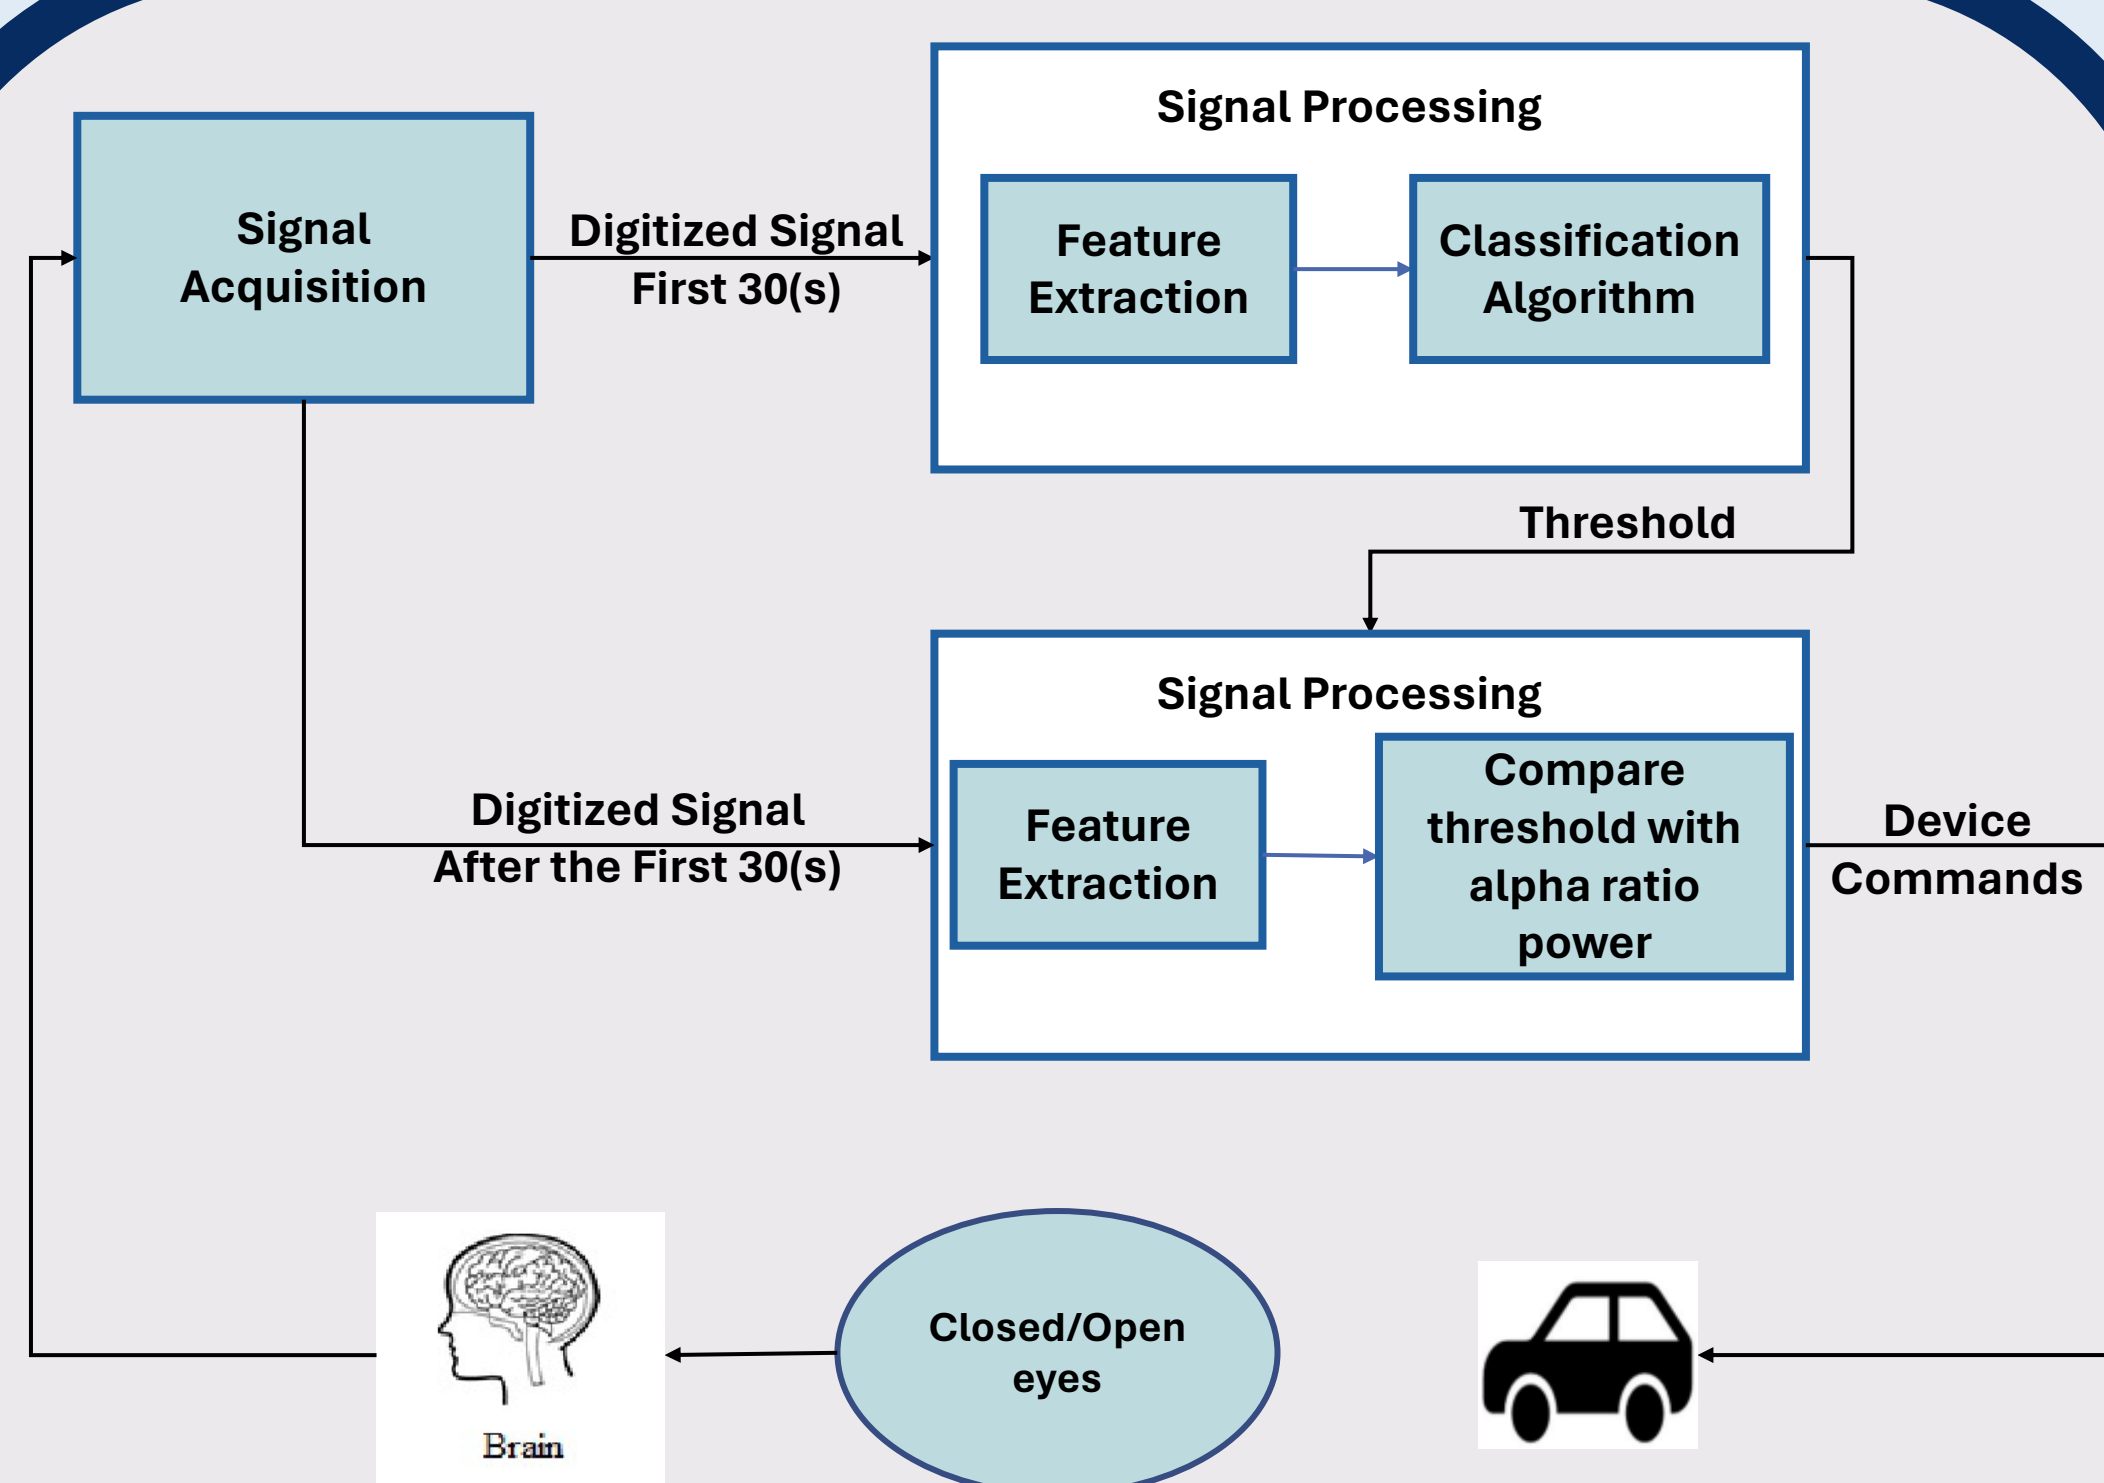 Signal Processing
Signal
Acquisition
Digitized Signal
First 30(s)
Feature
Extraction
Classification
Algorithm
Threshold
Signal Processing
Digitized Signal
After the First 30(s)
Feature
Extraction
Compare
threshold with
alpha ratio
power
Device
Commands
Closed/Open
eyes
Brain